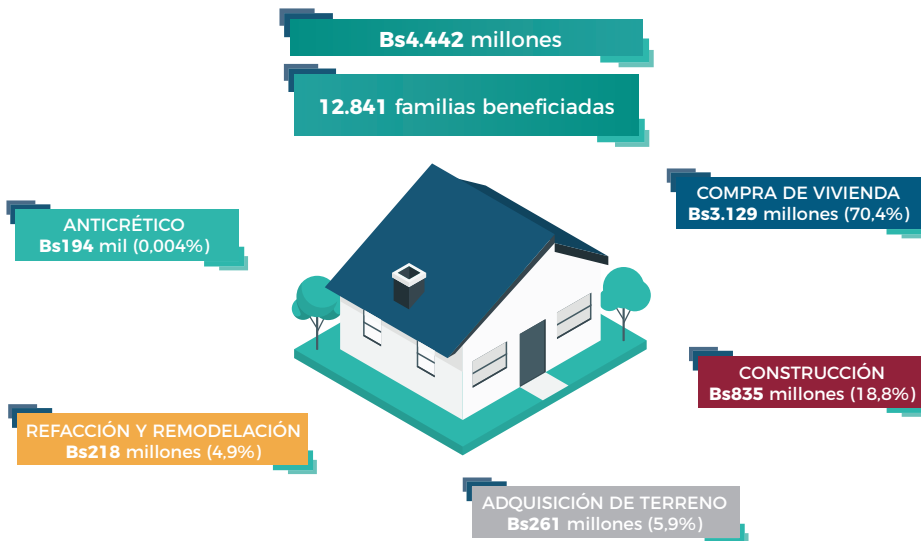 Bs4.442 millones
12.841 familias beneficiadas
COMPRA DE VIVIENDA
Bs3.129 millones (70,4%)
ANTICRÉTICO
Bs194 mil (0,004%)
CONSTRUCCIÓN
Bs835 millones (18,8%)
REFACCIÓN Y REMODELACIÓN
Bs218 millones (4,9%)
ADQUISICIÓN DE TERRENO
Bs261 millones (5,9%)